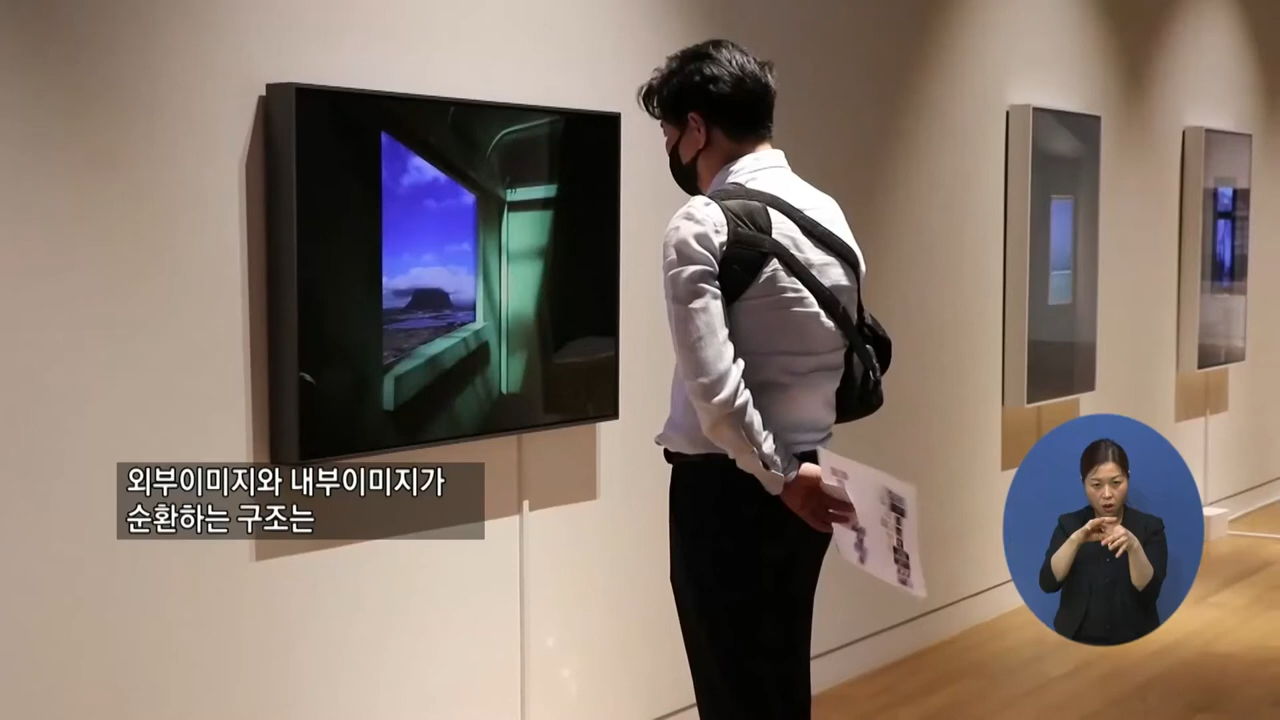 외부이미지와 내부이미지가
순환하는 구조는